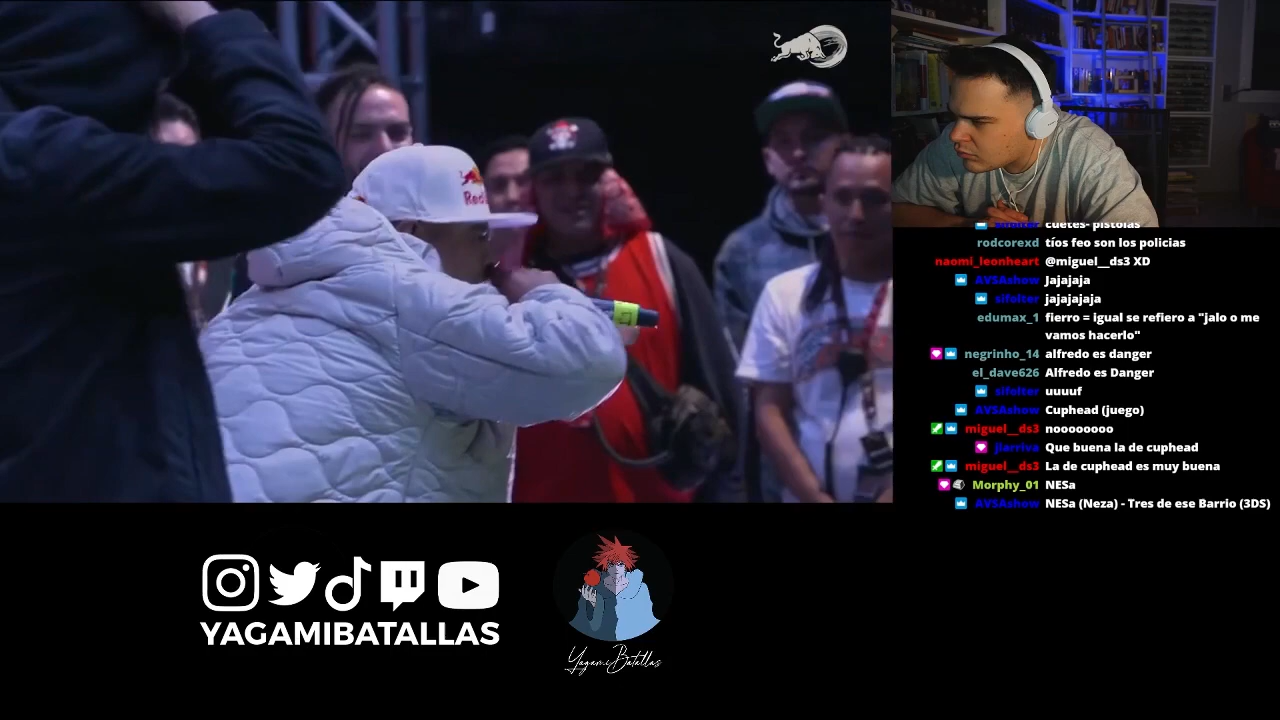 Red
cuetes- pistolas
rodcorexd tíos feo son los policias
naomi_leonheart @miguel__ds3 XD
AVSAshow Jajajaja
sifolter jajajajaja
edumax_1 fierro = igual se refiero a "jalo o me
vamos hacerlo"
negrinho_14 alfredo es danger
el_dave626 Alfredo es Danger
sifolter uuuuf
AVSAshow Cuphead (juego)
miguel__ds3 noooooooo
jlarriva Que buena la de cuphead
miguel__ds3 La de cuphead es muy buena
Morphy_01 NESa
AVSAshow NESa (Neza) - Tres de ese Barrio (3DS)
YAGAMIBATALLAS
YagamiBatallas